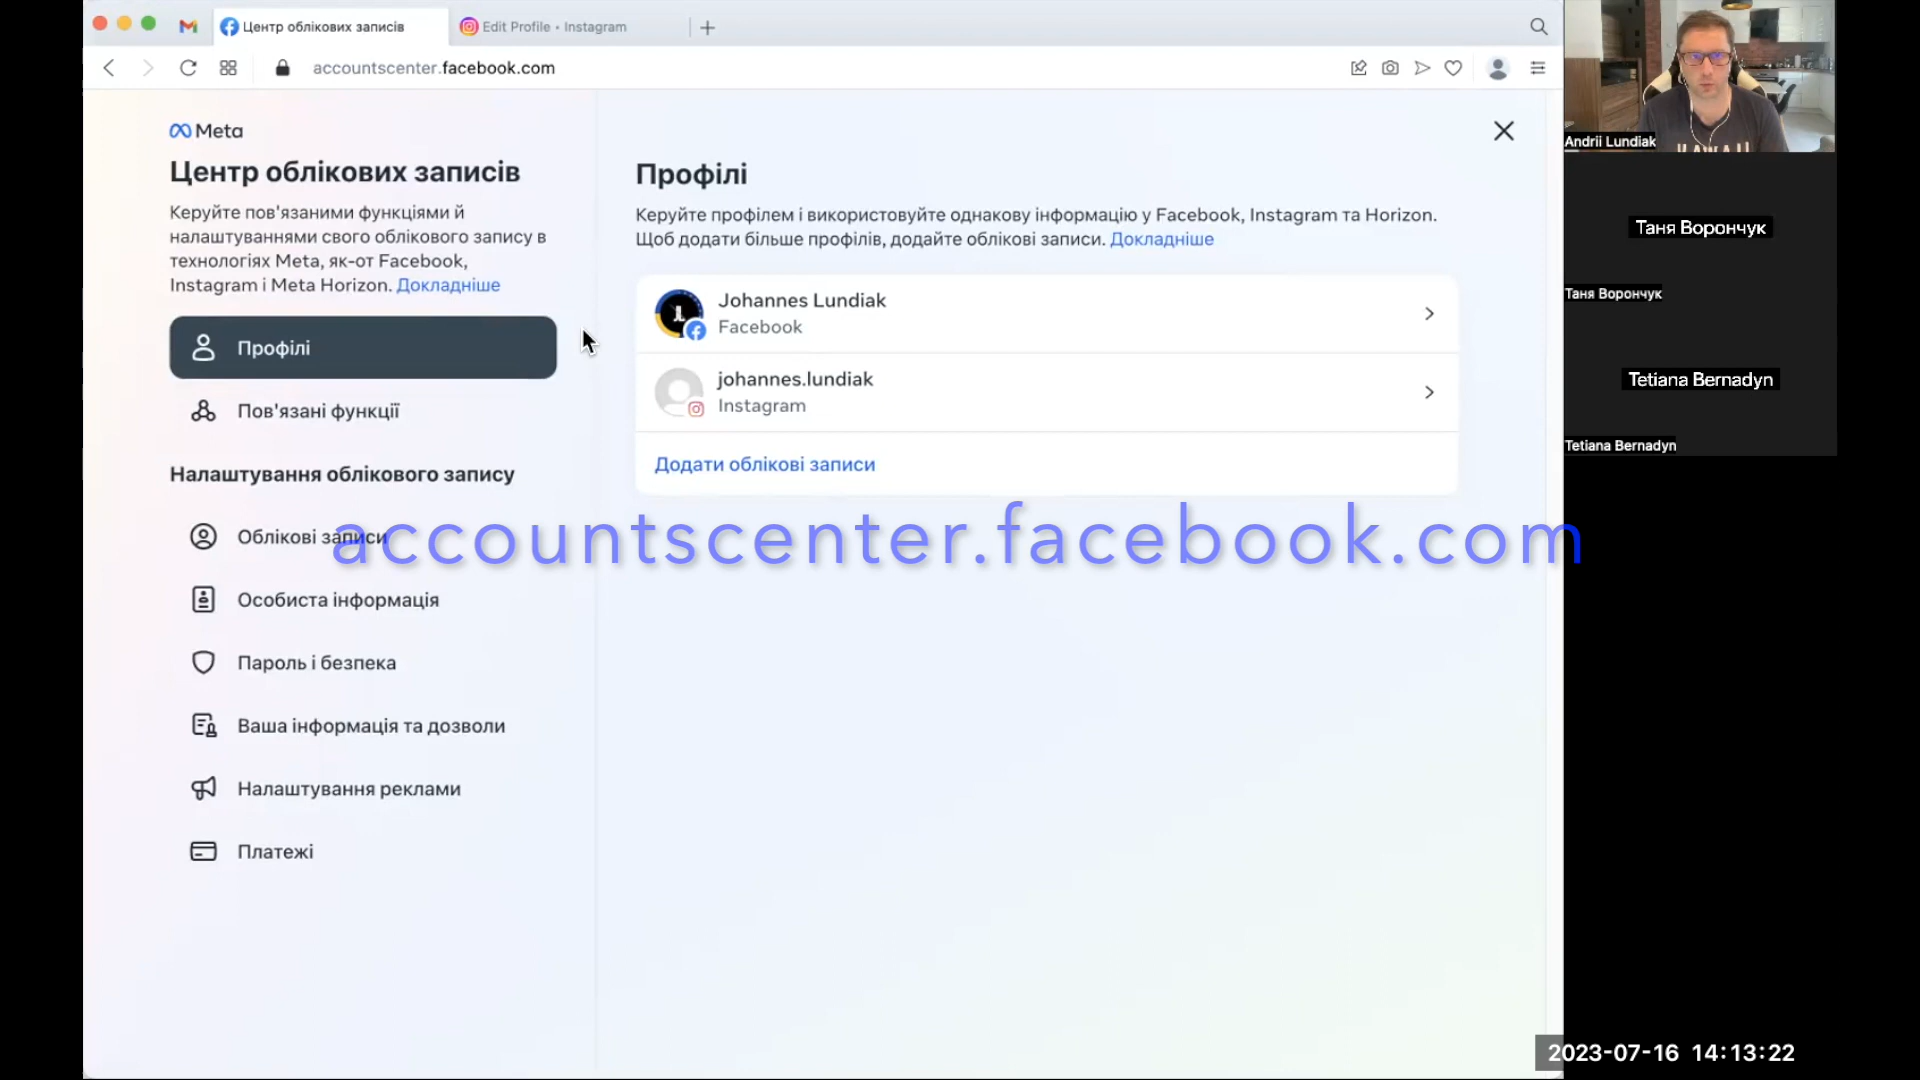 Центр облікових записів
Edit Profile • Instagram
accountscenter.facebook.com
Meta
Центр облікових записів
Керуйте пов'язаними функціями й
налаштуваннями свого облікового запису в
технологіях Meta, як-от Facebook,
Instagram і Meta Horizon. Докладніше
Профілі
Пов'язані функції
Налаштування облікового запису
Облікові записи
Особиста інформація
Пароль і безпека
Ваша інформація та дозволи
Налаштування реклами
Платежі
Профілі
Керуйте профілем і використовуйте однакову інформацію у Facebook, Instagram та Horizon.
Щоб додати більше профілів, додайте облікові записи. Докладніше
Johannes Lundiak
Facebook
johannes.lundiak
Instagram
Додати облікові записи
accountscenter.facebook.com
Andrii Lundiak
Таня Ворончук
Таня Ворончук
Tetiana Bernadyn
Tetiana Bernadyn
2023-07-16 14:13:22